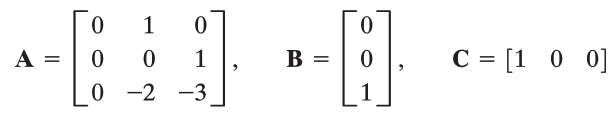 A = [0 1 0
0 0 1
0 -2 -3], B = [0
0
1], C = [1 0 0]